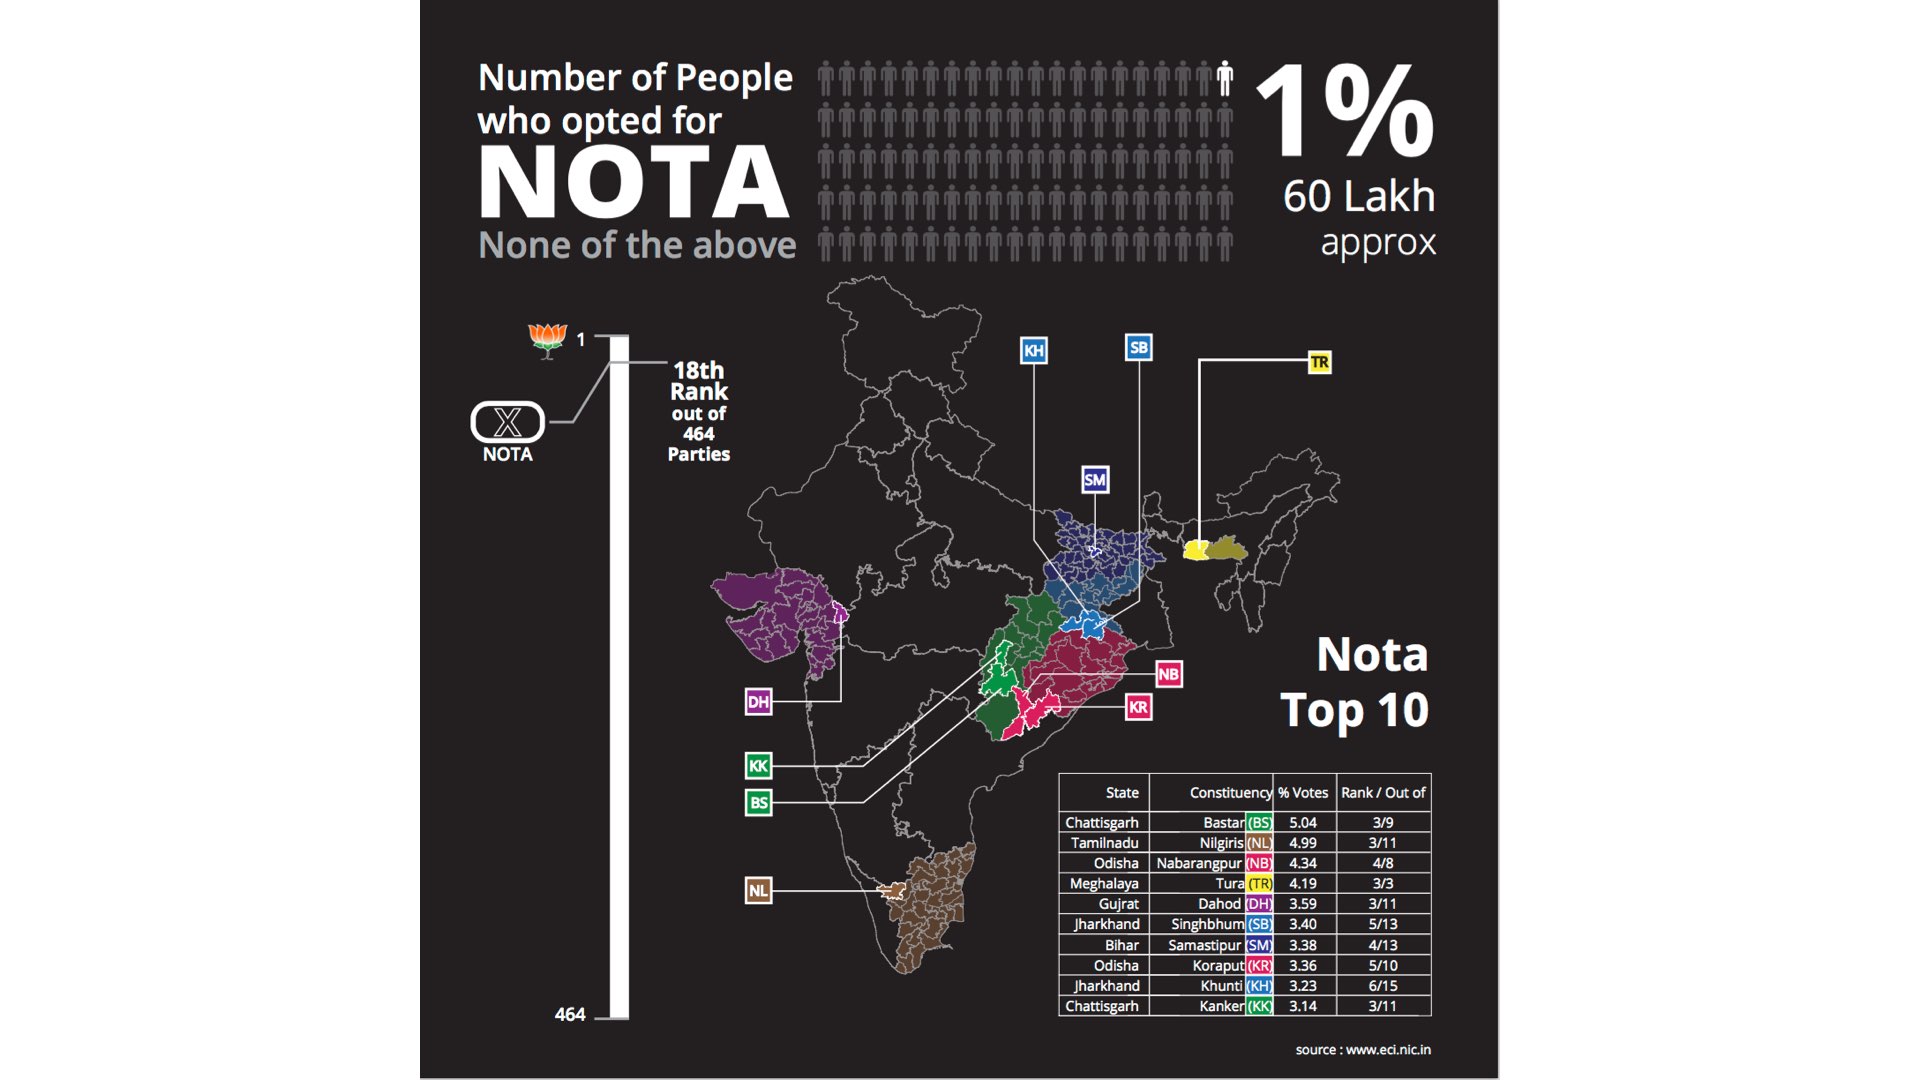 Number of People
who opted for
NOTA
None of the above
1%
60 Lakh
approx
1
18th
Rank
out of
464
Parties
X
NOTA
464
KH
SB
TR
SM
DH
NB
KR
KK
BS
NL
Nota
Top 10
State Constituency % Votes Rank / Out of
Chattisgarh Bastar (BS) 5.04 3/9
Tamilnadu Nilgiris (NL) 4.99 3/11
Odisha Nabarangpur (NB) 4.34 4/8
Meghalaya Tura (TR) 4.19 3/3
Gujrat Dahod (DH) 3.59 3/11
Jharkhand Singhbhum (SB) 3.40 5/13
Bihar Samastipur (SM) 3.38 4/13
Odisha Koraput (KR) 3.36 5/10
Jharkhand Khunti (KH) 3.23 6/15
Chattisgarh Kanker (KK) 3.14 3/11
source : www.eci.nic.in